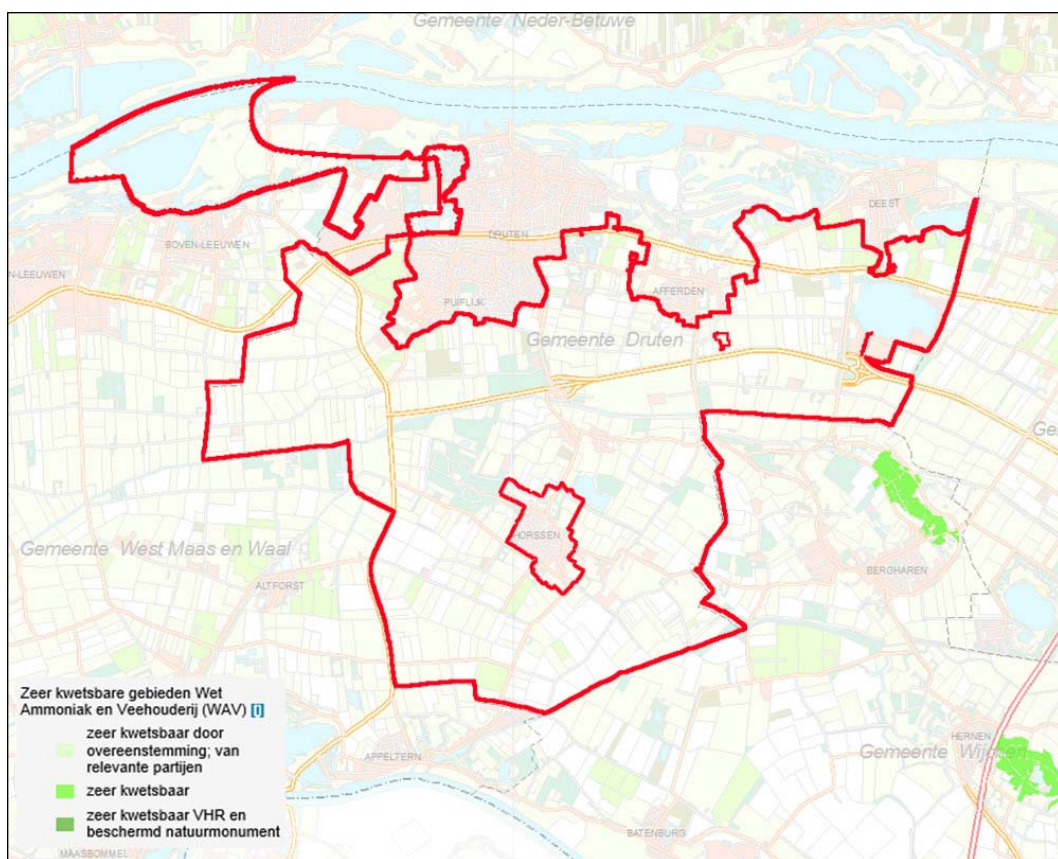 Gemeente Neder-Betuwe
DEEST
BOVEN-LEEUWEN
DRUTEN
N-LEEUWEN
AFFERDEN
PUIFLIJK
Gemeente Druten
Ge
HORSSEN
Gemeente West Maas en Waal
BERGHAREN
ALTFORST
Zeer kwetsbare gebieden Wet
Ammoniak en Veehouderij (WAV) [i]
zeer kwetsbaar door
overeenstemming; van
relevante partijen
zeer kwetsbaar
zeer kwetsbaar VHR en
beschermd natuurmonument
HERNEN
APPELTERN
Gemeente Wijchen
BATENBURG
MAASBOMMEL